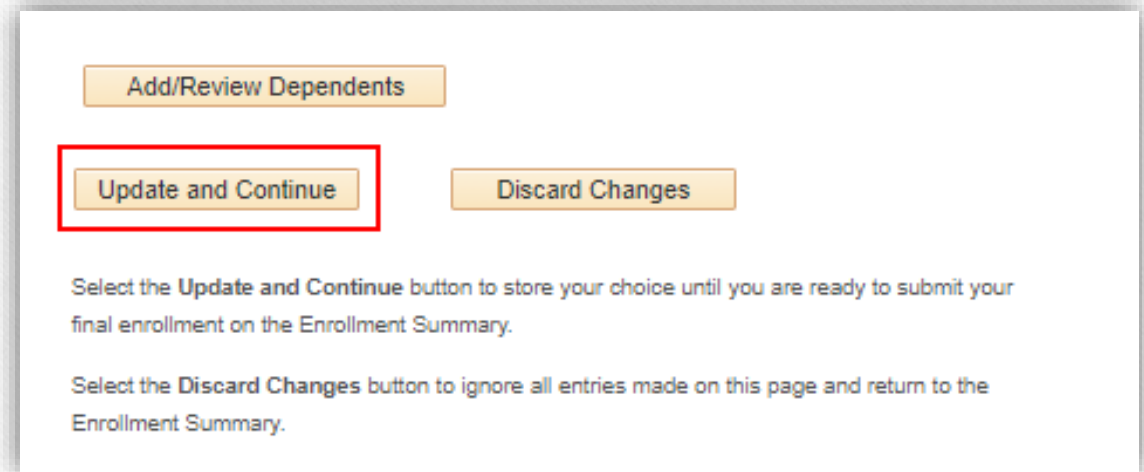 Add/Review Dependents
Update and Continue
Discard Changes
Select the Update and Continue button to store your choice until you are ready to submit your
final enrollment on the Enrollment Summary.
Select the Discard Changes button to ignore all entries made on this page and return to the
Enrollment Summary.